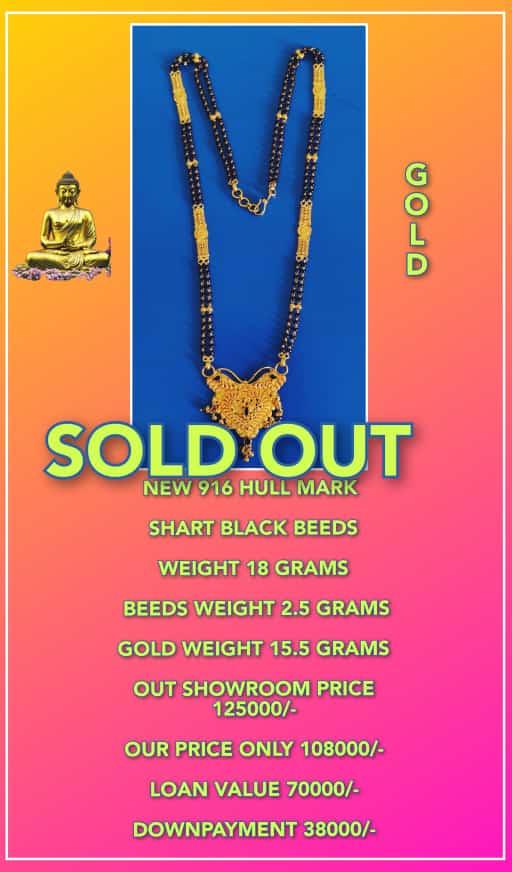 GOLD
SOLD OUT
NEW 916 HULL MARK
SHART BLACK BEEDS
WEIGHT 18 GRAMS
BEEDS WEIGHT 2.5 GRAMS
GOLD WEIGHT 15.5 GRAMS
OUT SHOWROOM PRICE
125000/-
OUR PRICE ONLY 108000/-
LOAN VALUE 70000/-
DOWNPAYMENT 38000/-